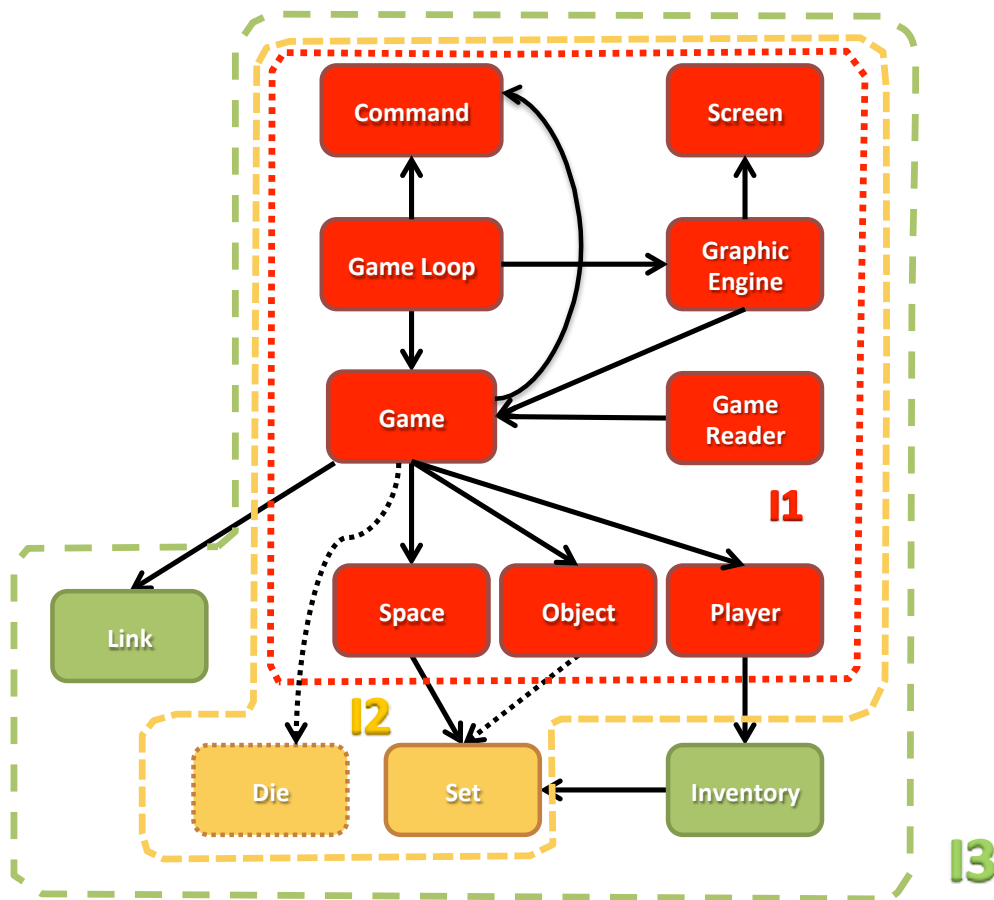 Command
Screen
Game Loop
Graphic
Engine
Game
Game
Reader
I1
Space
Object
Player
Link
I2
Die
Set
Inventory
I3